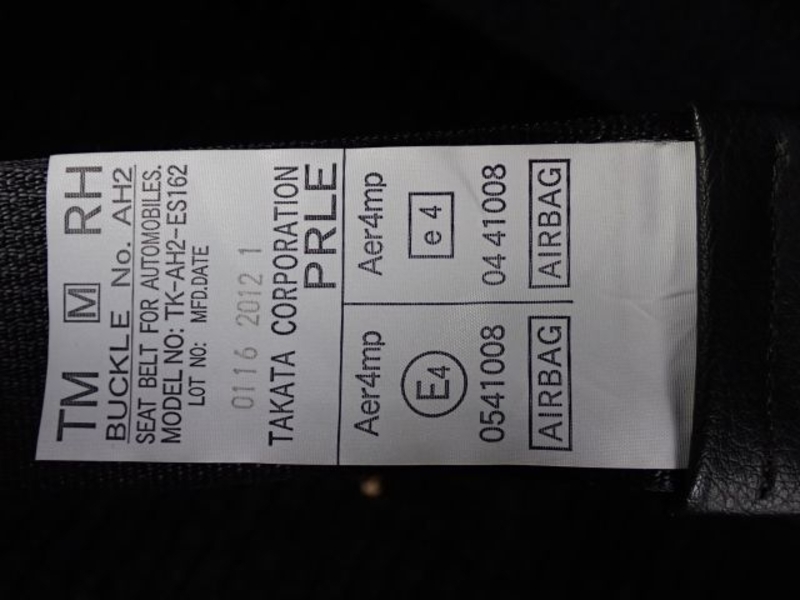 TM M RH
BUCKLE No. AH2
SEAT BELT FOR AUTOMOBILES.
MODEL NO: TK-AH2-ES162
LOT NO: MFD.DATE
0116 2012 1
TAKATA CORPORATION
PRLE
Aer4mp Aer4mp
E4 e4
0541008 04 41008
AIRBAG AIRBAG